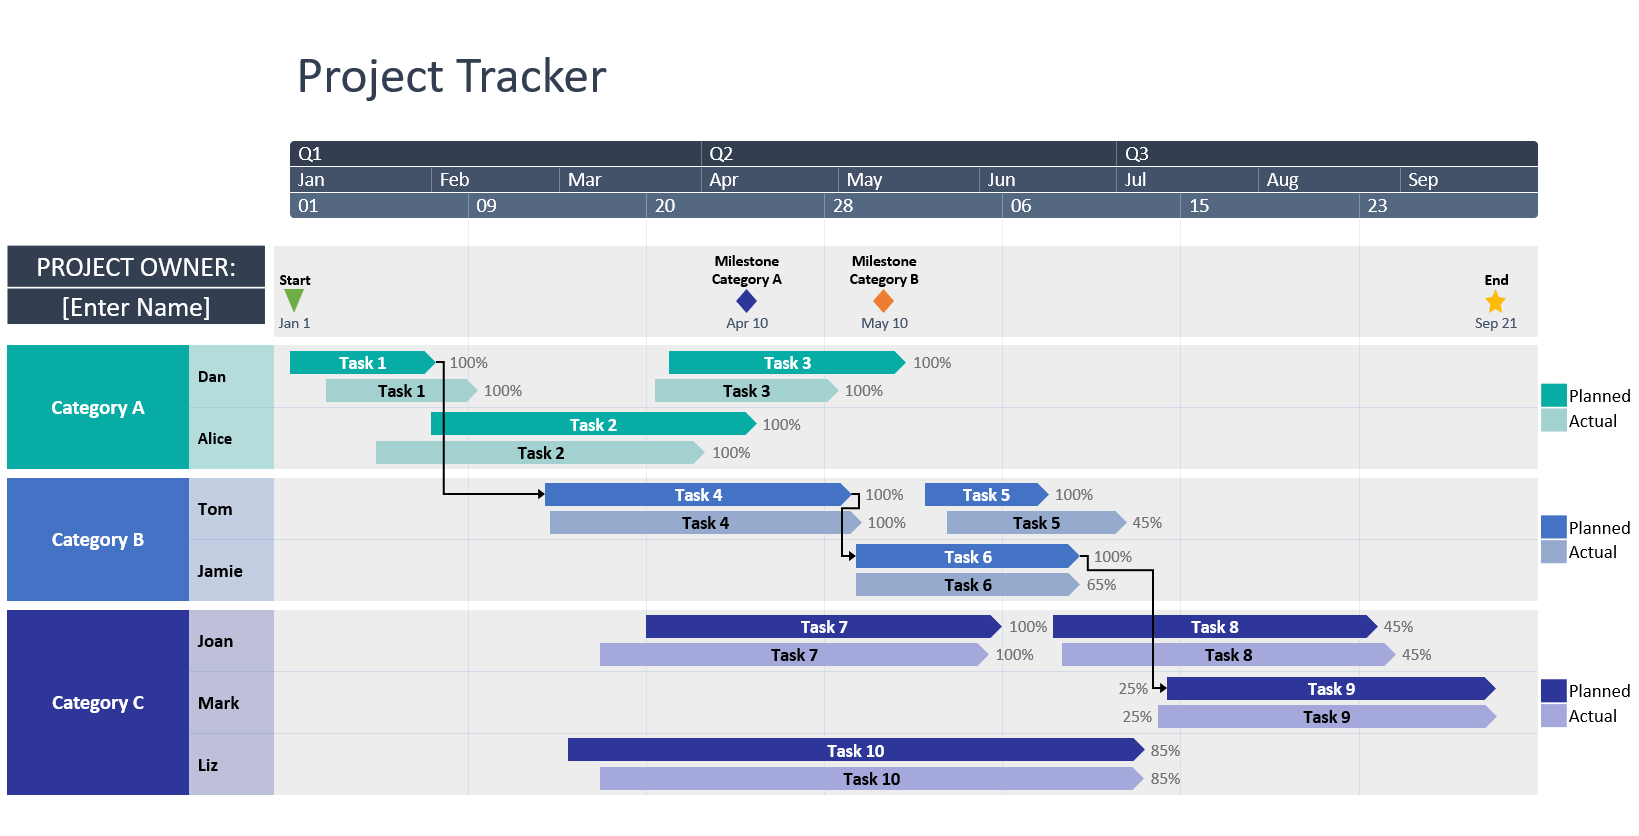 Project Tracker
Q1 Q2 Q3
Jan Feb Mar Apr May Jun Jul Aug Sep
01 09 20 28 06 15 23
PROJECT OWNER:
[Enter Name]
Start
Jan 1
Milestone
Category A
Apr 10
Milestone
Category B
May 10
End
Sep 21
Category A
Dan
Task 1 100% Task 3 100%
Task 1 100% Task 3 100%
Alice
Task 2 100%
Task 2 100%
Planned
Actual
Category B
Tom
Task 4 100% Task 5 100%
Task 4 100% Task 5 45%
Jamie
Task 6 100%
Task 6 65%
Planned
Actual
Category C
Joan
Task 7 100% Task 8 45%
Task 7 100% Task 8 45%
Mark
25% Task 9
25% Task 9
Liz
Task 10 85%
Task 10 85%
Planned
Actual